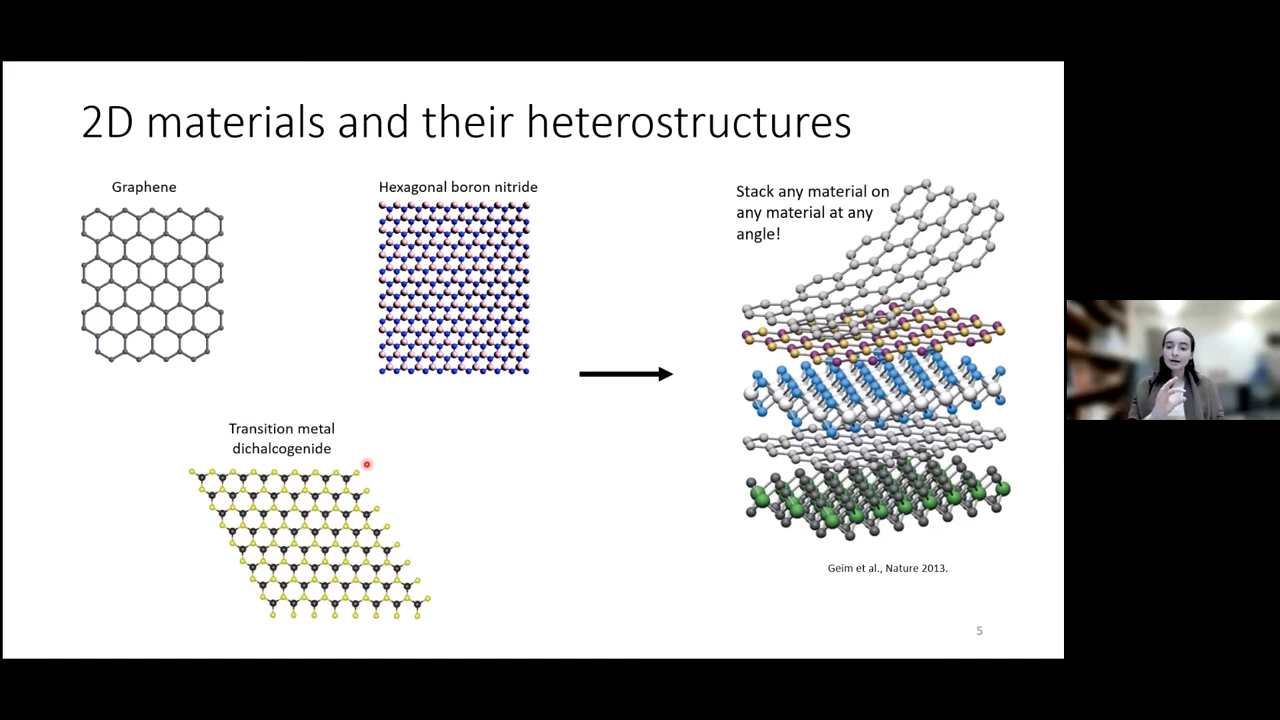 2D materials and their heterostructures
Graphene
Hexagonal boron nitride
Transition metal
dichalcogenide
Stack any material on
any material at any
angle!
Geim et al., Nature 2013.
5